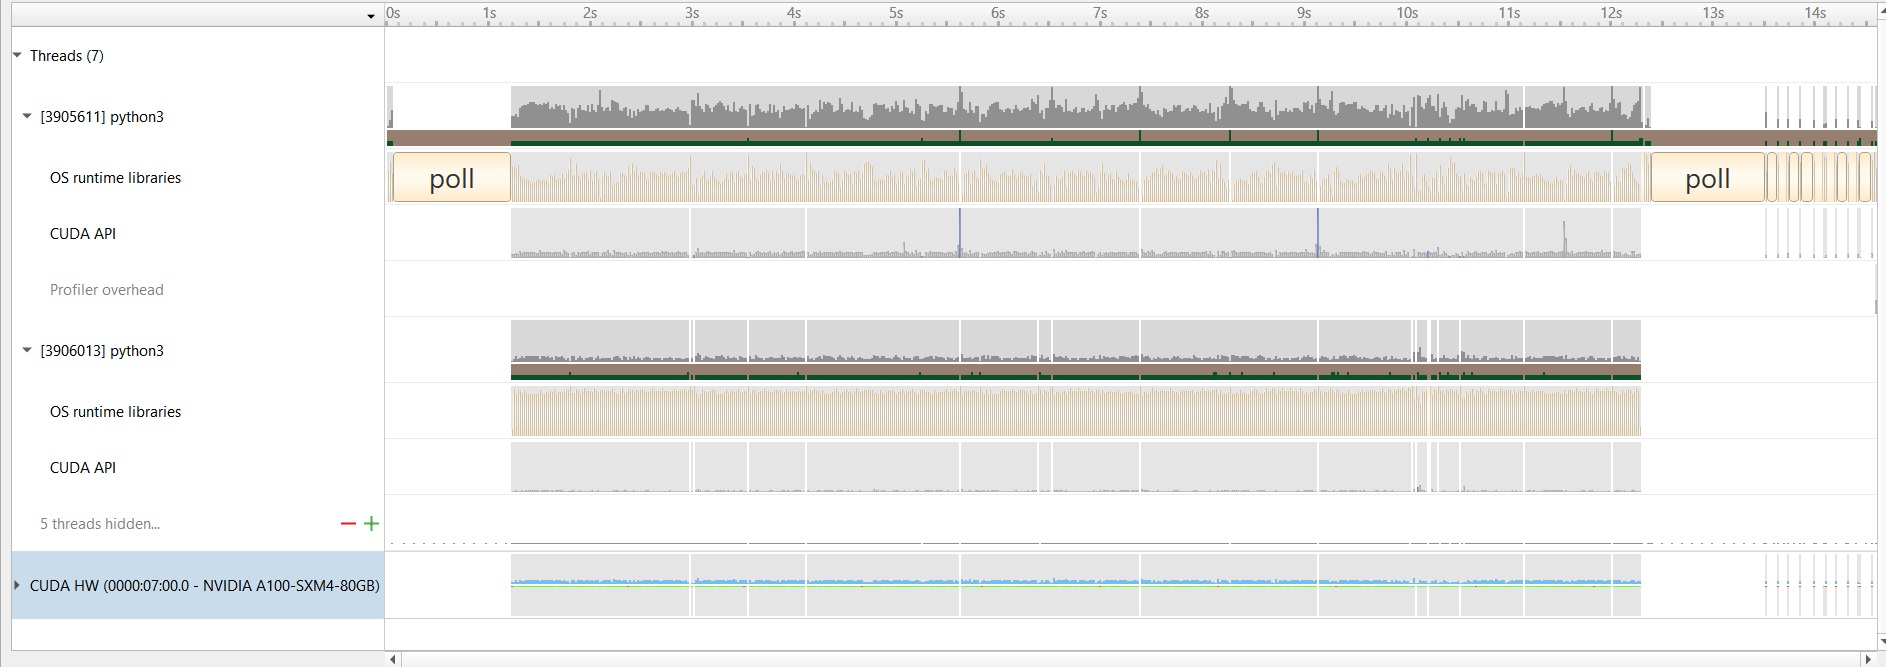 0s 1s 2s 3s 4s 5s 6s 7s 8s 9s 10s 11s 12s 13s 14s
Threads (7)
[3905611] python3
OS runtime libraries
poll
poll
CUDA API
Profiler overhead
[3906013] python3
OS runtime libraries
CUDA API
5 threads hidden...
CUDA HW (0000:07:00.0 - NVIDIA A100-SXM4-80GB)